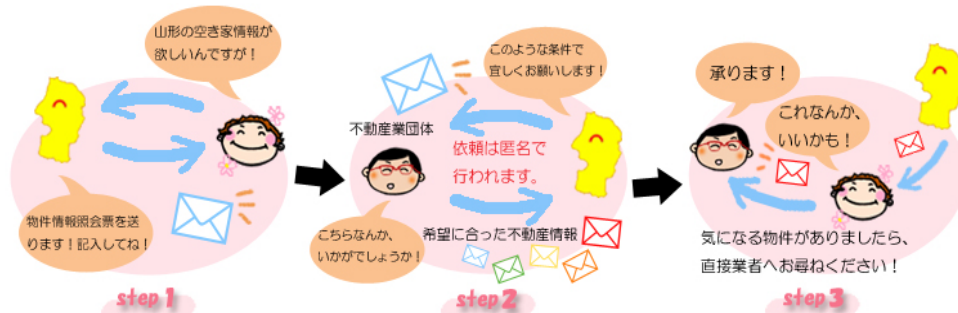 山形の空き家情報が
欲しいんですが！
物件情報照会票を送
ります！記入してね！
step 1
このような条件で
宜しくお願いします！
不動産業団体
依頼は匿名で
行われます。
こちらなんか、
いかがでしょうか！
希望に合った不動産情報
step 2
承ります！
これなんか、
いいかも！
気になる物件がありましたら、
直接業者へお尋ねください！
step 3